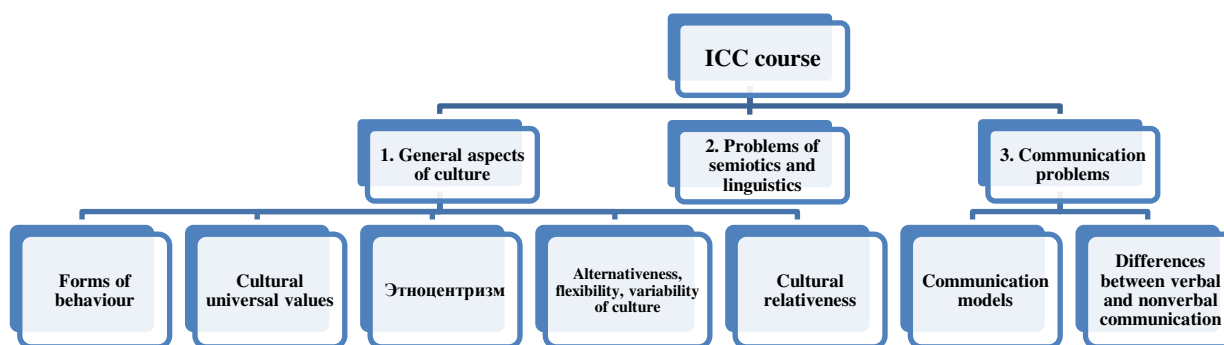 ICC course
1. General aspects
of culture
2. Problems of
semiotics and
linguistics
3. Communication
problems
Forms of
behaviour
Cultural
universal values
Этноцентризм
Alternativeness,
flexibility, variability
of culture
Cultural
relativeness
Communication
models
Differences
between verbal
and nonverbal
communication